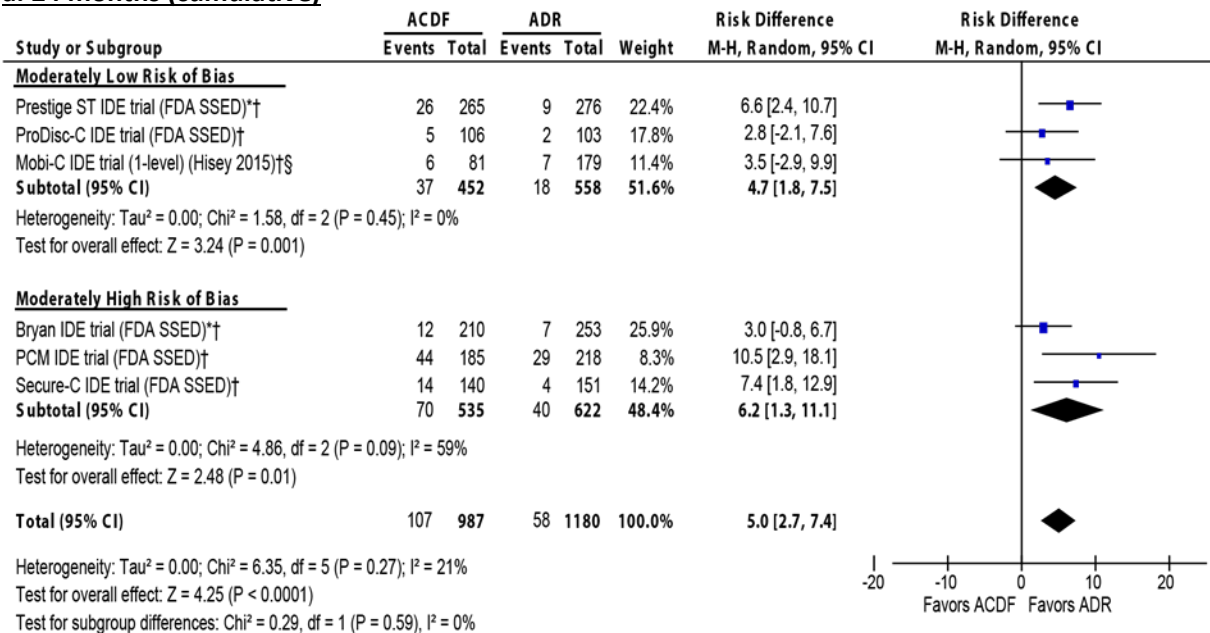 a. 24 months (cumulative)
ACDF ADR Risk Difference Risk Difference
Study or Subgroup Events Total Events Total Weight M-H, Random, 95% CI M-H, Random, 95% CI
Moderately Low Risk of Bias
Prestige ST IDE trial (FDA SSED)*† 26 265 9 276 22.4% 6.6 [2.4, 10.7]
ProDisc-C IDE trial (FDA SSED)† 5 106 2 103 17.8% 2.8 [-2.1, 7.6]
Mobi-C IDE trial (1-level) (Hisey 2015)†§ 6 81 7 179 11.4% 3.5 [-2.9, 9.9]
Subtotal (95% CI) 37 452 18 558 51.6% 4.7 [1.8, 7.5]
Heterogeneity: Tau² = 0.00; Chi² = 1.58, df = 2 (P = 0.45); I² = 0%
Test for overall effect: Z = 3.24 (P = 0.001)
Moderately High Risk of Bias
Bryan IDE trial (FDA SSED)*† 12 210 7 253 25.9% 3.0 [-0.8, 6.7]
PCM IDE trial (FDA SSED)† 44 185 29 218 8.3% 10.5 [2.9, 18.1]
Secure-C IDE trial (FDA SSED)† 14 140 4 151 14.2% 7.4 [1.8, 12.9]
Subtotal (95% CI) 70 535 40 622 48.4% 6.2 [1.3, 11.1]
Heterogeneity: Tau² = 0.00; Chi² = 4.86, df = 2 (P = 0.09); I² = 59%
Test for overall effect: Z = 2.48 (P = 0.01)
Total (95% CI) 107 987 58 1180 100.0% 5.0 [2.7, 7.4]
Heterogeneity: Tau² = 0.00; Chi² = 6.35, df = 5 (P = 0.27); I² = 21%
Test for overall effect: Z = 4.25 (P < 0.0001)
Test for subgroup differences: Chi² = 0.29, df = 1 (P = 0.59), I² = 0%
-20 -10 0 10 20
Favors ACDF Favors ADR